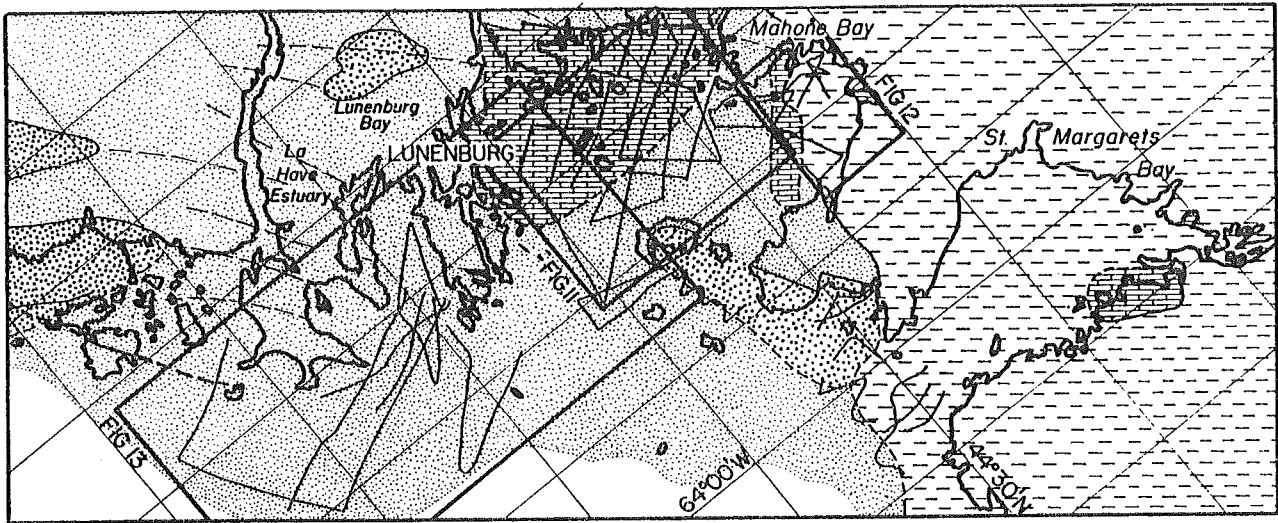 Mahone Bay
FIG 12
Lunenburg
Bay
La
Have
Estuary
LUNENBURG
St. Margarets
Bay
FIG 11
FIG 13
64°00'W
44°30'N